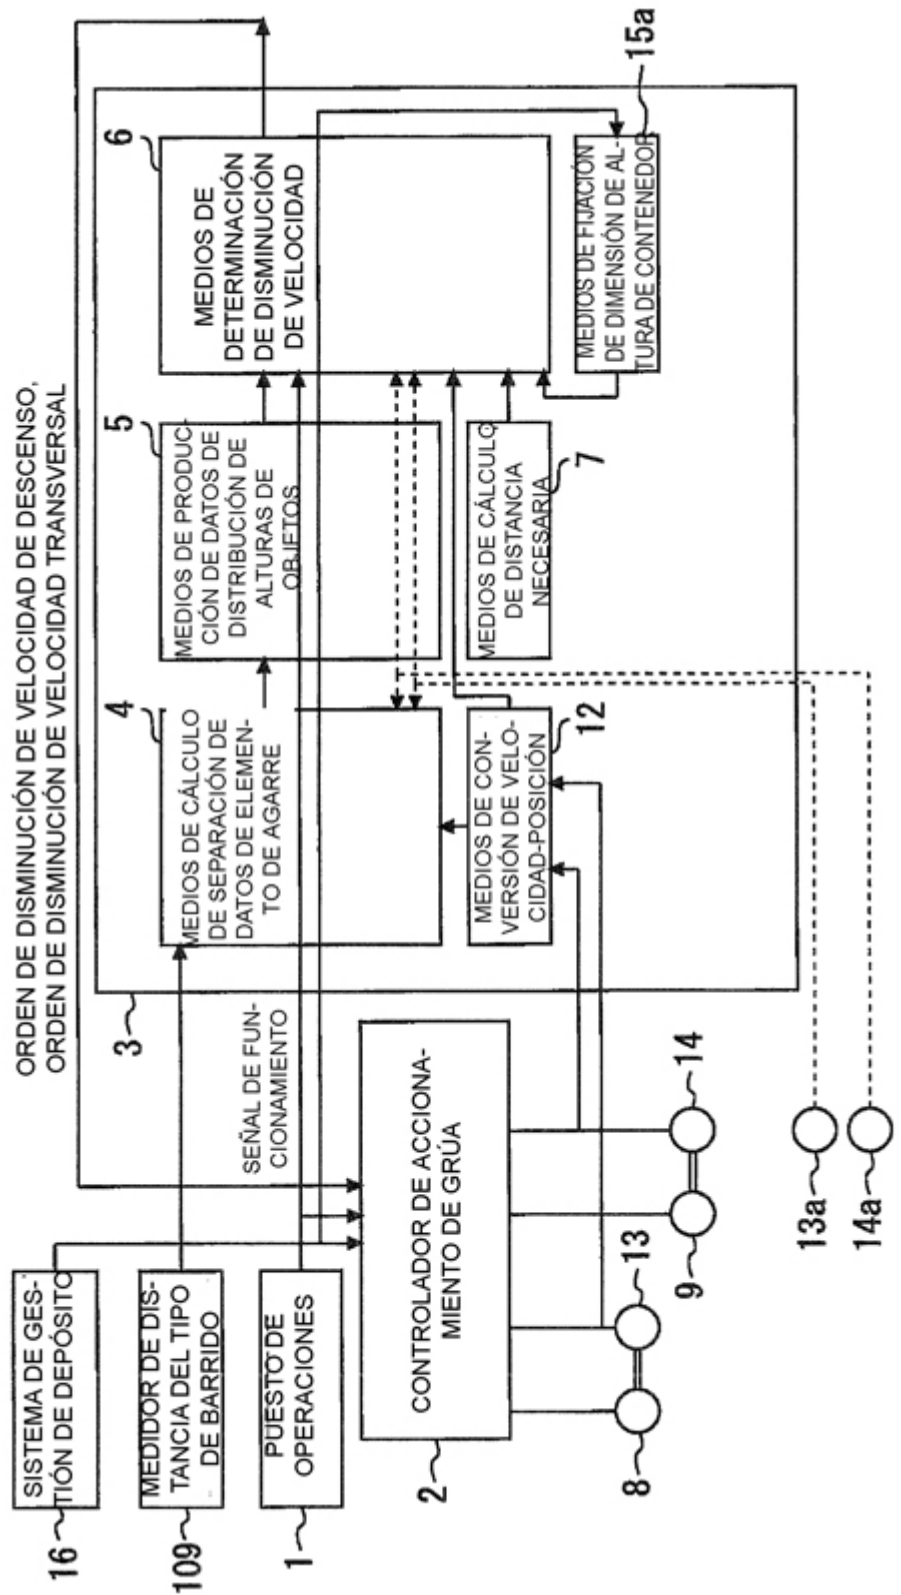 ORDEN DE DISMINUCIÓN DE VELOCIDAD DE DESCENSO,
ORDEN DE DISMINUCIÓN DE VELOCIDAD TRANSVERSAL
16
SISTEMA DE GES-
TIÓN DE DEPÓSITO
109
MEDIDOR DE DIS-
TANCIA DEL TIPO
DE BARRIDO
1
PUESTO DE
OPERACIONES
SEÑAL DE FUN-
CIONAMIENTO
2
CONTROLADOR DE ACCIONA-
MIENTO DE GRÚA
3
4
MEDIOS DE CÁLCULO
DE SEPARACIÓN DE
DATOS DE ELEMEN-
TO DE AGARRE
5
MEDIOS DE PRODUC-
CIÓN DE DATOS DE
DISTRIBUCIÓN DE
ALTURAS DE
OBJETOS
6
MEDIOS DE
DETERMINACIÓN
DE DISMINUCIÓN
DE VELOCIDAD
12
MEDIOS DE CON-
VERSIÓN DE VELO-
CIDAD-POSICIÓN
7
MEDIOS DE CÁLCULO
DE DISTANCIA
NECESARIA
15a
MEDIOS DE FIJACIÓN
DE DIMENSIÓN DE AL-
TURA DE CONTENEDOR
8
13
9
14
13a
14a